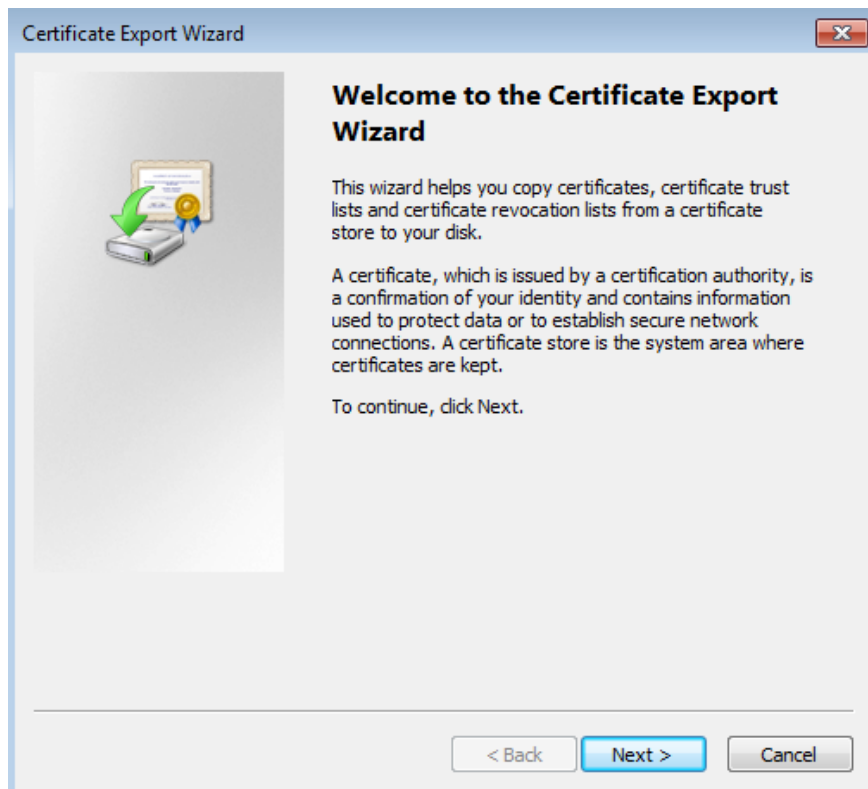 Certificate Export Wizard
Welcome to the Certificate Export
Wizard
This wizard helps you copy certificates, certificate trust
lists and certificate revocation lists from a certificate
store to your disk.
A certificate, which is issued by a certification authority, is
a confirmation of your identity and contains information
used to protect data or to establish secure network
connections. A certificate store is the system area where
certificates are kept.
To continue, click Next.
< Back
Next >
Cancel